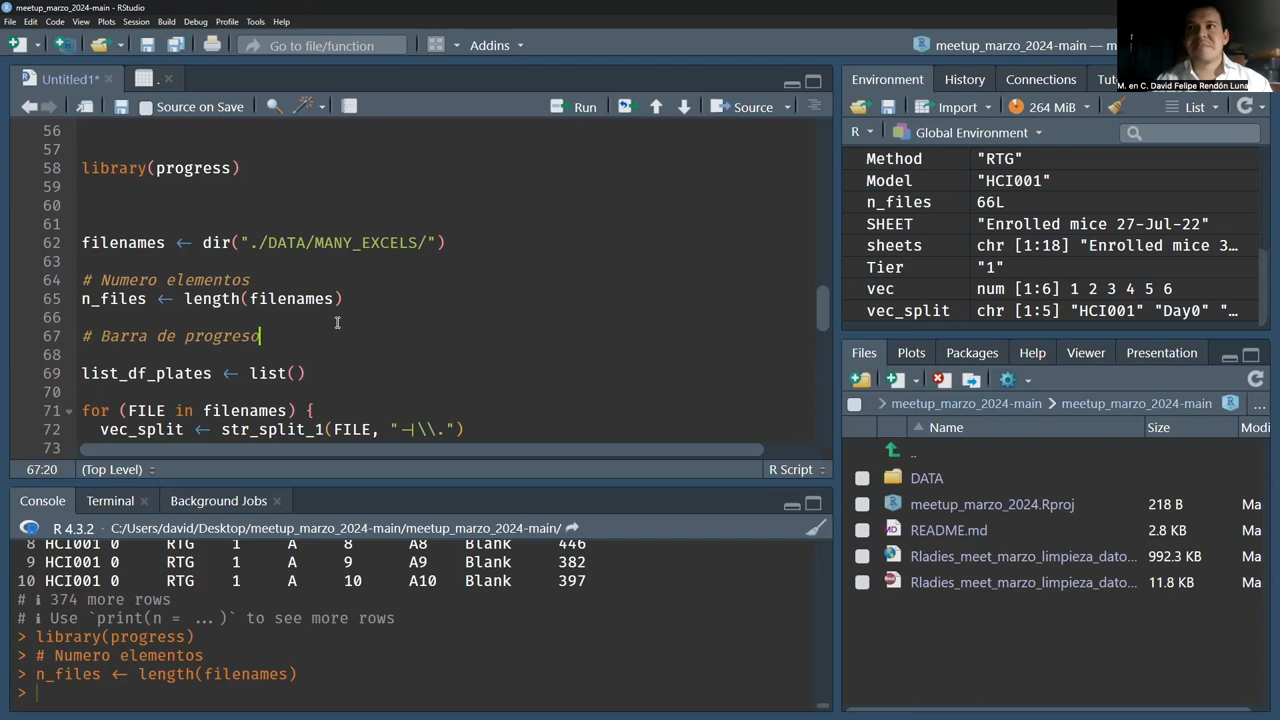 meetup_marzo_2024-main - RStudio
File Edit Code View Plots Session Build Debug Profile Tools Help
Go to file/function Addins meetup_marzo_2024-main —
M. en C. David Felipe Rendón Luna
Untitled1* .
Source on Save Run Source
56
57
58 library(progress)
59
60
61
62 filenames ← dir("./DATA/MANY_EXCELS/")
63
64 # Numero elementos
65 n_files ← length(filenames)
66
67 # Barra de progreso
68
69 list_df_plates ← list()
70
71 for (FILE in filenames) {
72 vec_split ← str_split_1(FILE, "-|\\.")
73
67:20 (Top Level) R Script
Console Terminal Background Jobs
R 4.3.2 · C:/Users/david/Desktop/meetup_marzo_2024-main/meetup_marzo_2024-main/
8 HCI001 0 RTG 1 A 8 A8 Blank 446
9 HCI001 0 RTG 1 A 9 A9 Blank 382
10 HCI001 0 RTG 1 A 10 A10 Blank 397
# ℹ 374 more rows
# ℹ Use `print(n = ...)` to see more rows
> library(progress)
> # Numero elementos
> n_files ← length(filenames)
>
Environment History Connections Tu
Import 264 MiB List
R Global Environment
Method "RTG"
Model "HCI001"
n_files 66L
SHEET "Enrolled mice 27-Jul-22"
sheets chr [1:18] "Enrolled mice 3…
Tier "1"
vec num [1:6] 1 2 3 4 5 6
vec_split chr [1:5] "HCI001" "Day0" "…
Files Plots Packages Help Viewer Presentation
meetup_marzo_2024-main meetup_marzo_2024-main ...
Name Size Modi
..
DATA
meetup_marzo_2024.Rproj 218 B Ma
README.md 2.8 KB Ma
Rladies_meet_marzo_limpieza_dato... 992.3 KB Ma
Rladies_meet_marzo_limpieza_dato... 11.8 KB Ma